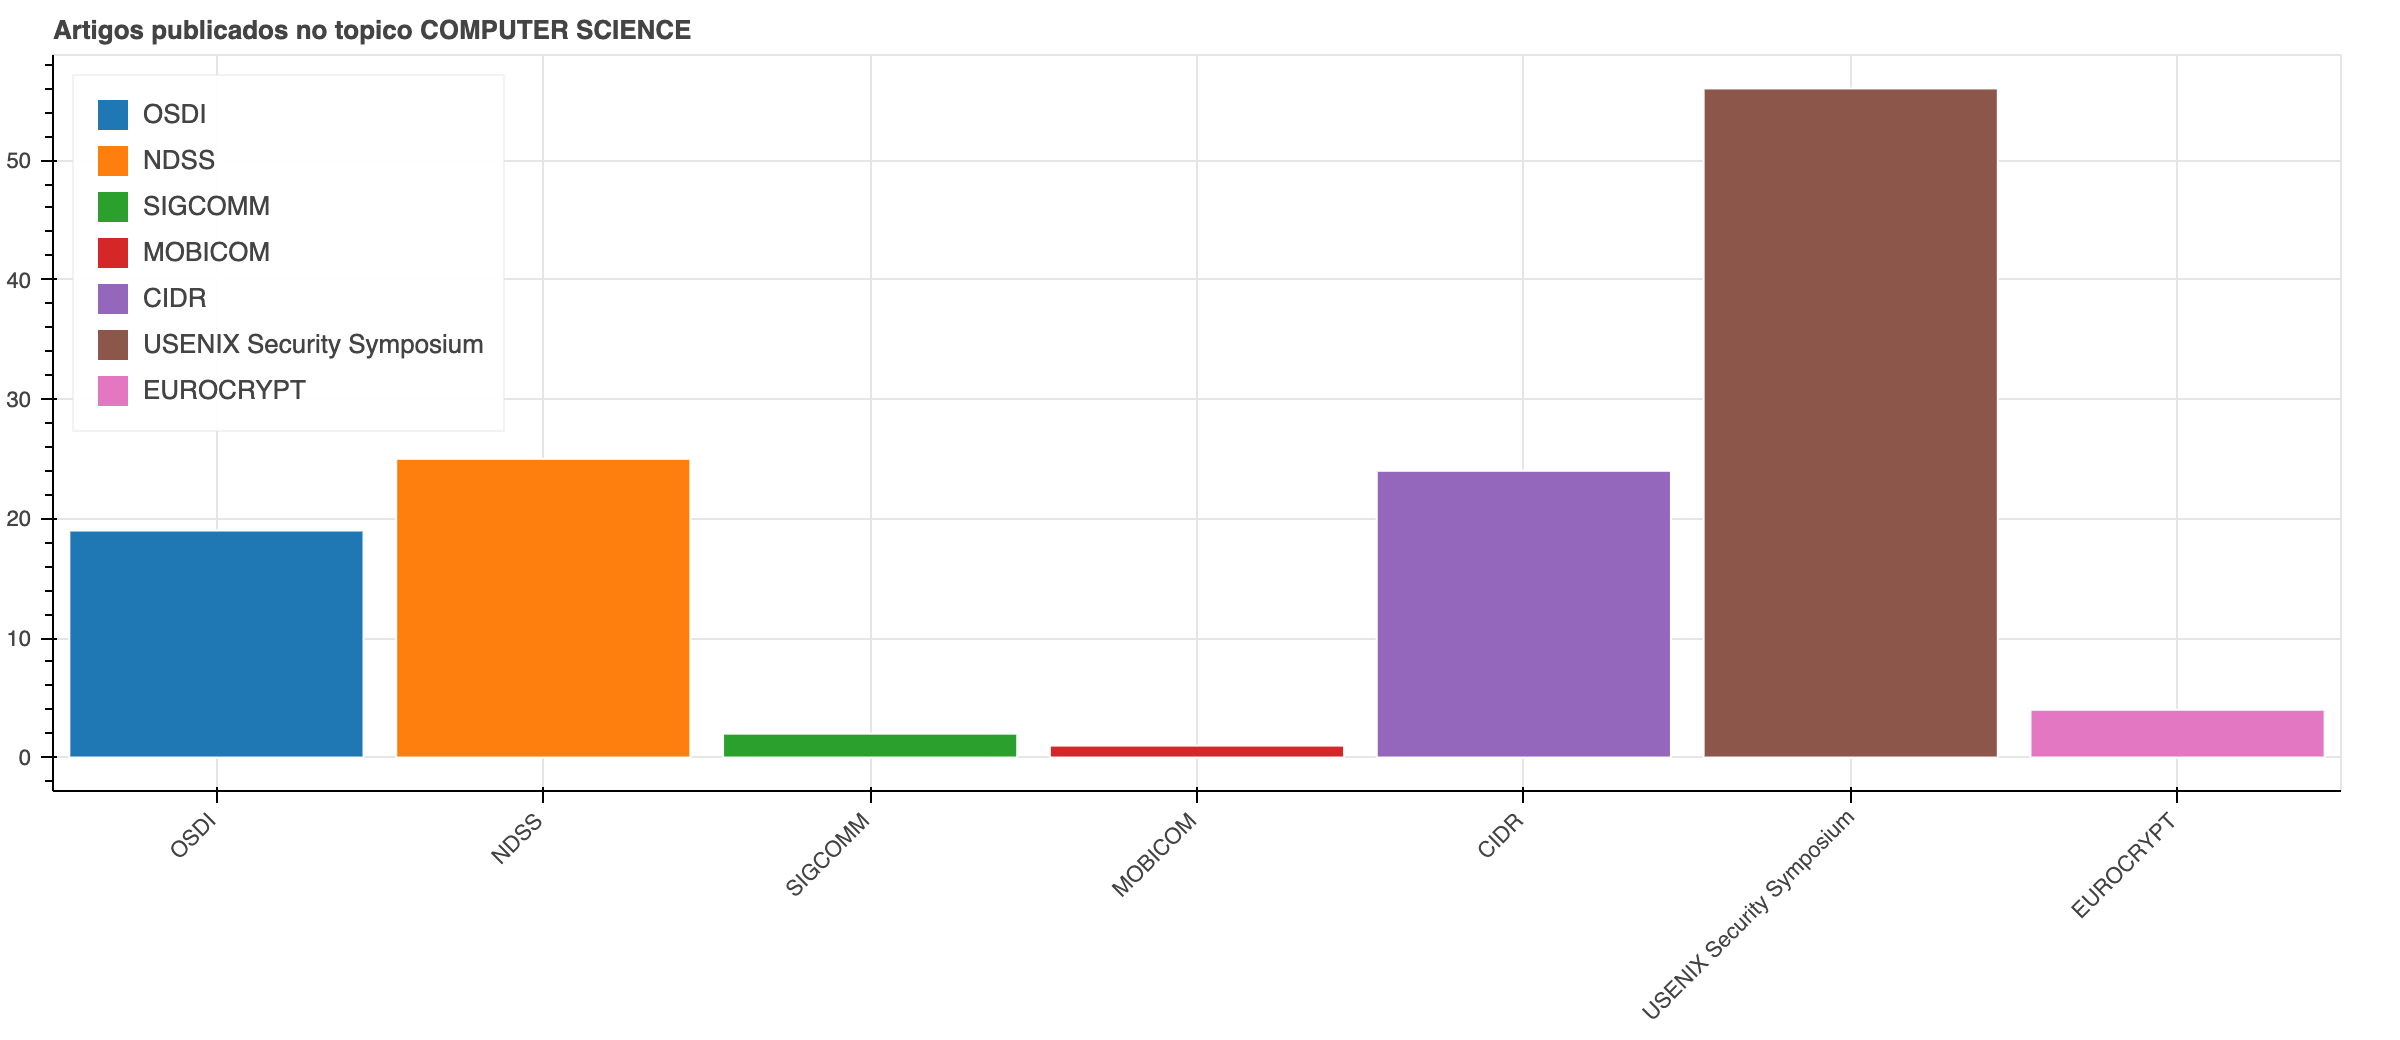 Artigos publicados no topico COMPUTER SCIENCE
OSDI
NDSS
SIGCOMM
MOBICOM
CIDR
USENIX Security Symposium
EUROCRYPT
50
40
30
20
10
0
OSDI
NDSS
SIGCOMM
MOBICOM
CIDR
USENIX Security Symposium
EUROCRYPT